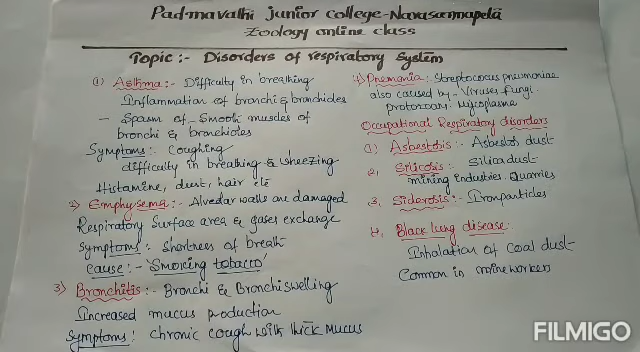 Padmavathi Junior College-Narasannapeta
Zoology online class
Topic :- Disorders of respiratory System
1) Asthma :- Difficulty in breathing
Inflammation of bronchi & bronchioles
- Spasm of - Smooth muscles of
bronchi & bronchioles
Symptoms: Coughing
difficulty in breathing & wheezing
Histamine, dust, hair etc
2) Emphysema :- Alveolar walls are damaged
Respiratory surface area & gases exchange
Symptoms : Shortness of breath
Cause :- 'Smoking tobacco'
3) Bronchitis :- Bronchi & Bronchi swelling
Increased mucus production
Symptoms: chronic cough with thick mucus
4) Pnemonia : Streptococus pneumoniae
also caused by - Viruses, fungi,
protozoan, Mycoplasma
Occupational Respiratory disorders
1) Asbestosis :- Asbestos dust
2, Silicosis :- Silica dust
mining Industries, Quarries
3, Siderosis :- Iron particles
4, Black lung disease:
Inhalation of coal dust
Common in mine workers
FILMIGO